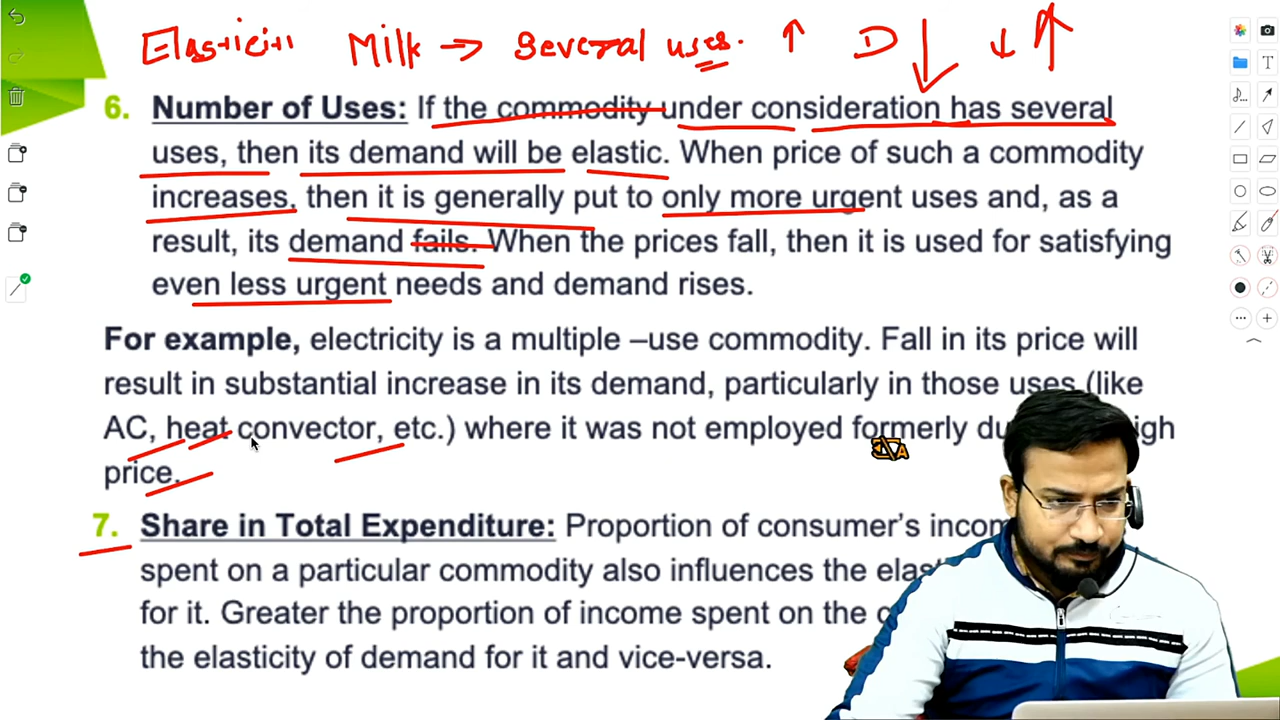 Elasticiti Milk → Several uses. ↑ D ↓ ↓ ↑
6. Number of Uses: If the commodity under consideration has several
uses, then its demand will be elastic. When price of such a commodity
increases, then it is generally put to only more urgent uses and, as a
result, its demand fails. When the prices fall, then it is used for satisfying
even less urgent needs and demand rises.
For example, electricity is a multiple –use commodity. Fall in its price will
result in substantial increase in its demand, particularly in those uses (like
AC, heat convector, etc.) where it was not employed formerly igh
price.
7. Share in Total Expenditure: Proportion of consumer's
spent on a particular commodity also influences the
for it. Greater the proportion of income spent on the
the elasticity of demand for it and vice-versa.